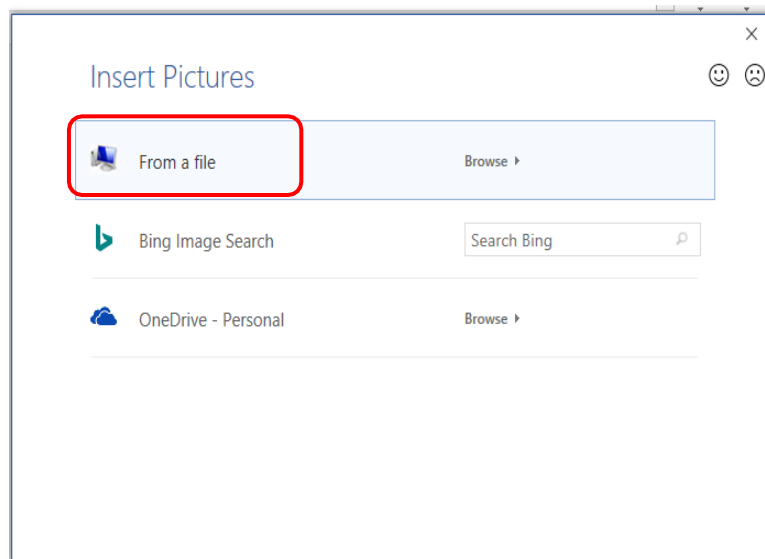 Insert Pictures
From a file Browse
Bing Image Search Search Bing
OneDrive - Personal Browse